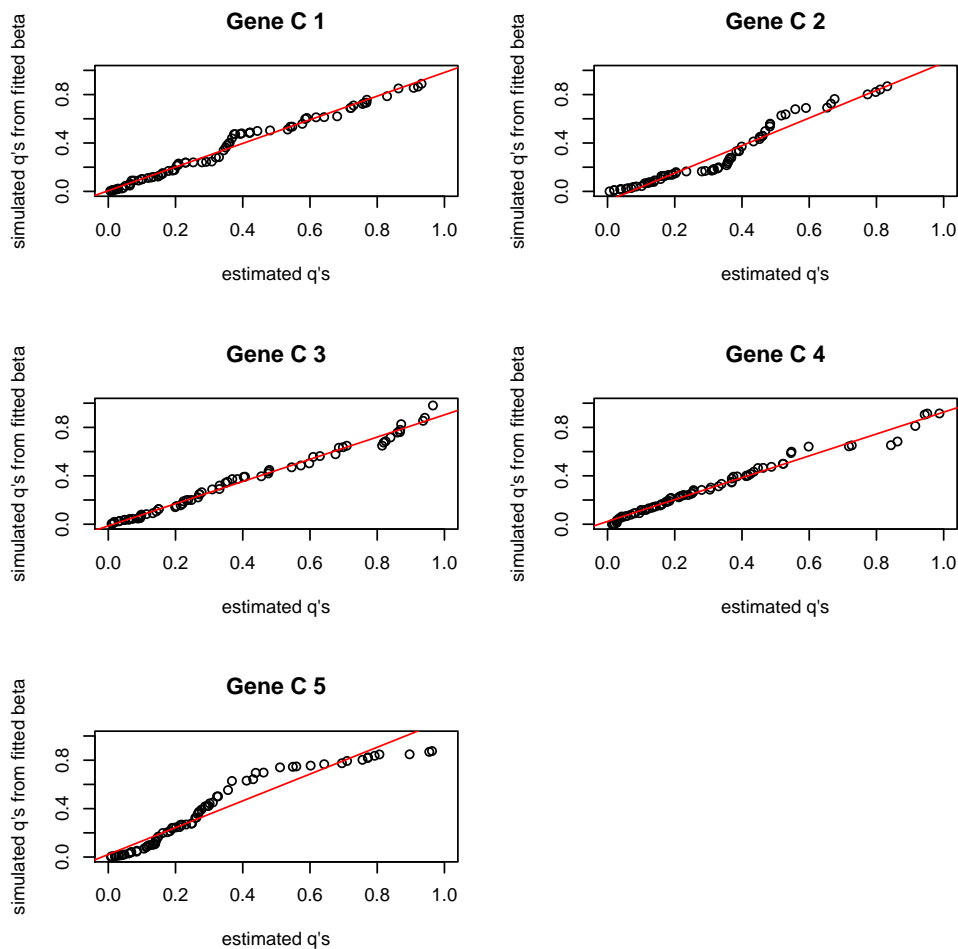 Gene C 1
simulated q's from fitted beta
0.0 0.4 0.8
0.0 0.2 0.4 0.6 0.8 1.0
estimated q's
Gene C 2
simulated q's from fitted beta
0.0 0.4 0.8
0.0 0.2 0.4 0.6 0.8 1.0
estimated q's
Gene C 3
simulated q's from fitted beta
0.0 0.4 0.8
0.0 0.2 0.4 0.6 0.8 1.0
estimated q's
Gene C 4
simulated q's from fitted beta
0.0 0.4 0.8
0.0 0.2 0.4 0.6 0.8 1.0
estimated q's
Gene C 5
simulated q's from fitted beta
0.0 0.4 0.8
0.0 0.2 0.4 0.6 0.8 1.0
estimated q's